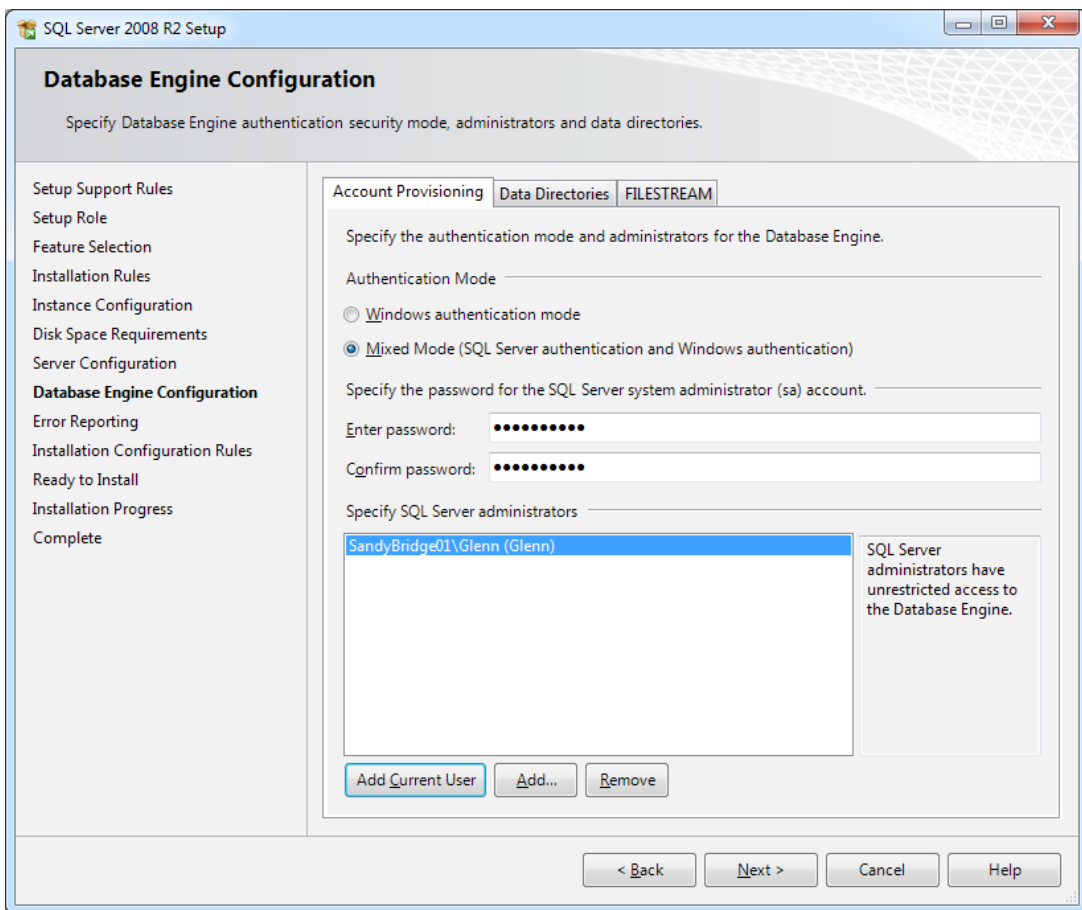 SQL Server 2008 R2 Setup
Database Engine Configuration
Specify Database Engine authentication security mode, administrators and data directories.
Setup Support Rules
Setup Role
Feature Selection
Installation Rules
Instance Configuration
Disk Space Requirements
Server Configuration
Database Engine Configuration
Error Reporting
Installation Configuration Rules
Ready to Install
Installation Progress
Complete
Account Provisioning Data Directories FILESTREAM
Specify the authentication mode and administrators for the Database Engine.
Authentication Mode
Windows authentication mode
Mixed Mode (SQL Server authentication and Windows authentication)
Specify the password for the SQL Server system administrator (sa) account.
Enter password: ●●●●●●●●●●
Confirm password: ●●●●●●●●●●
Specify SQL Server administrators
SandyBridge01\Glenn (Glenn)
SQL Server
administrators have
unrestricted access to
the Database Engine.
Add Current User Add... Remove
< Back Next > Cancel Help